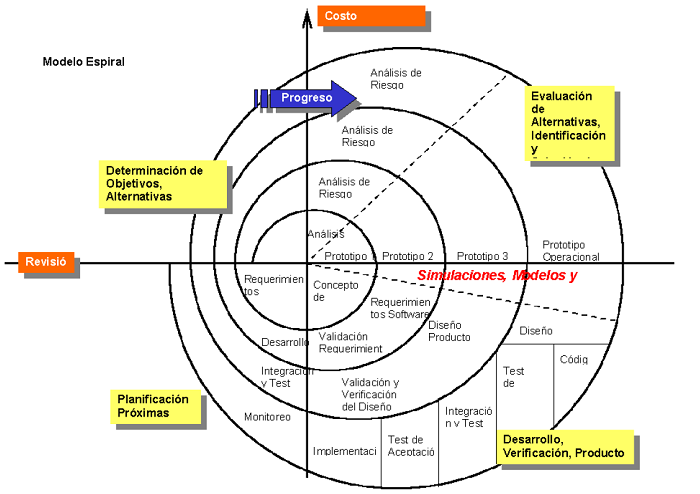 Costo
Modelo Espiral
Análisis de
Riesgo
Progreso
Evaluación
de
Alternativas,
Identificación
y
Análisis de
Riesgo
Determinación de
Objetivos,
Alternativas
Análisis de
Riesgo
Análisis
Prototipo
Prototipo 2
Prototipo 3
Prototipo
Operacional
Revisió
Simulaciones, Modelos y
Requerimien
tos
Concepto
de
Requerimien
tos Software
Diseño
Producto
Diseño
Desarrollo
Validación
Requerimient
Test
de
Códig
Integración
y Test
Validación y
Verificación
del Diseño
Planificación
Próximas
Monitoreo
Integració
n y Test
Implementaci
Test de
Aceptació
Desarrollo,
Verificación, Producto